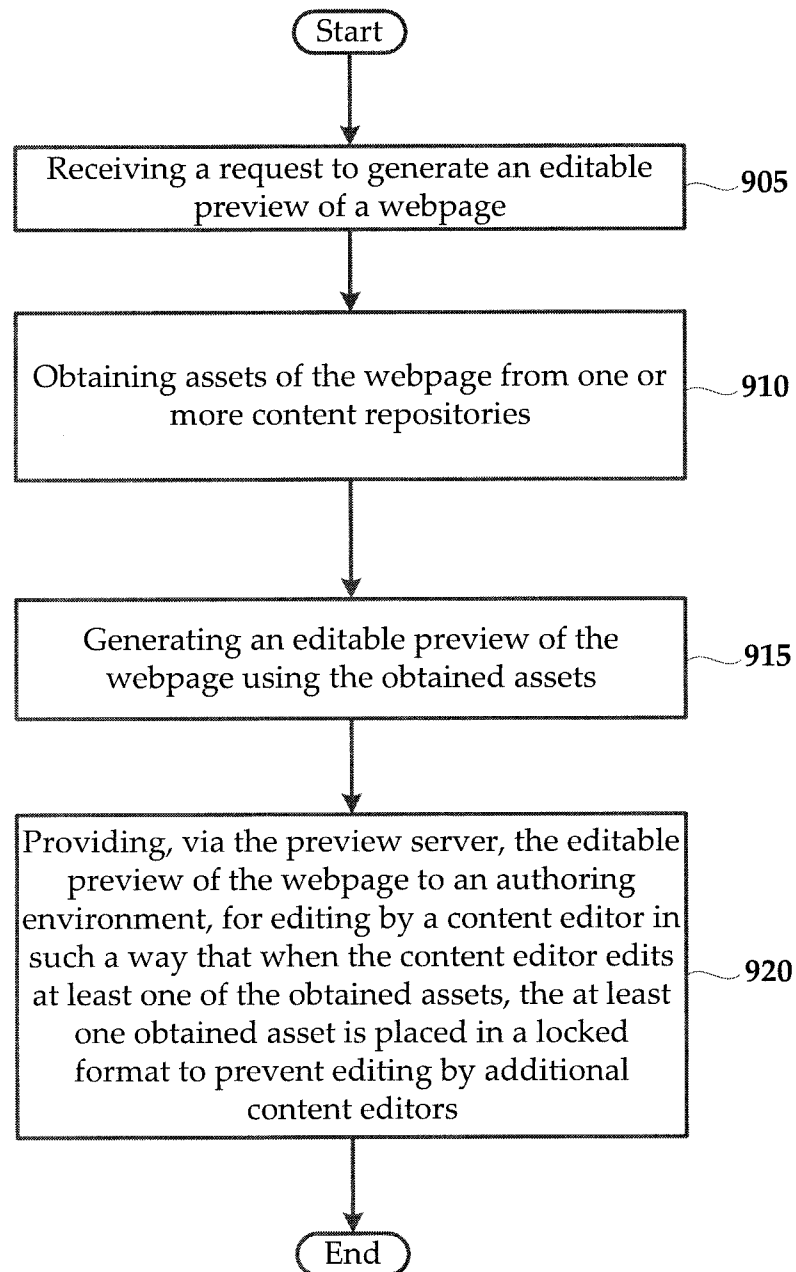 Start
Receiving a request to generate an editable
preview of a webpage
905
Obtaining assets of the webpage from one or
more content repositories
910
Generating an editable preview of the
webpage using the obtained assets
915
Providing, via the preview server, the editable
preview of the webpage to an authoring
environment, for editing by a content editor in
such a way that when the content editor edits
at least one of the obtained assets, the at least
one obtained asset is placed in a locked
format to prevent editing by additional
content editors
920
End